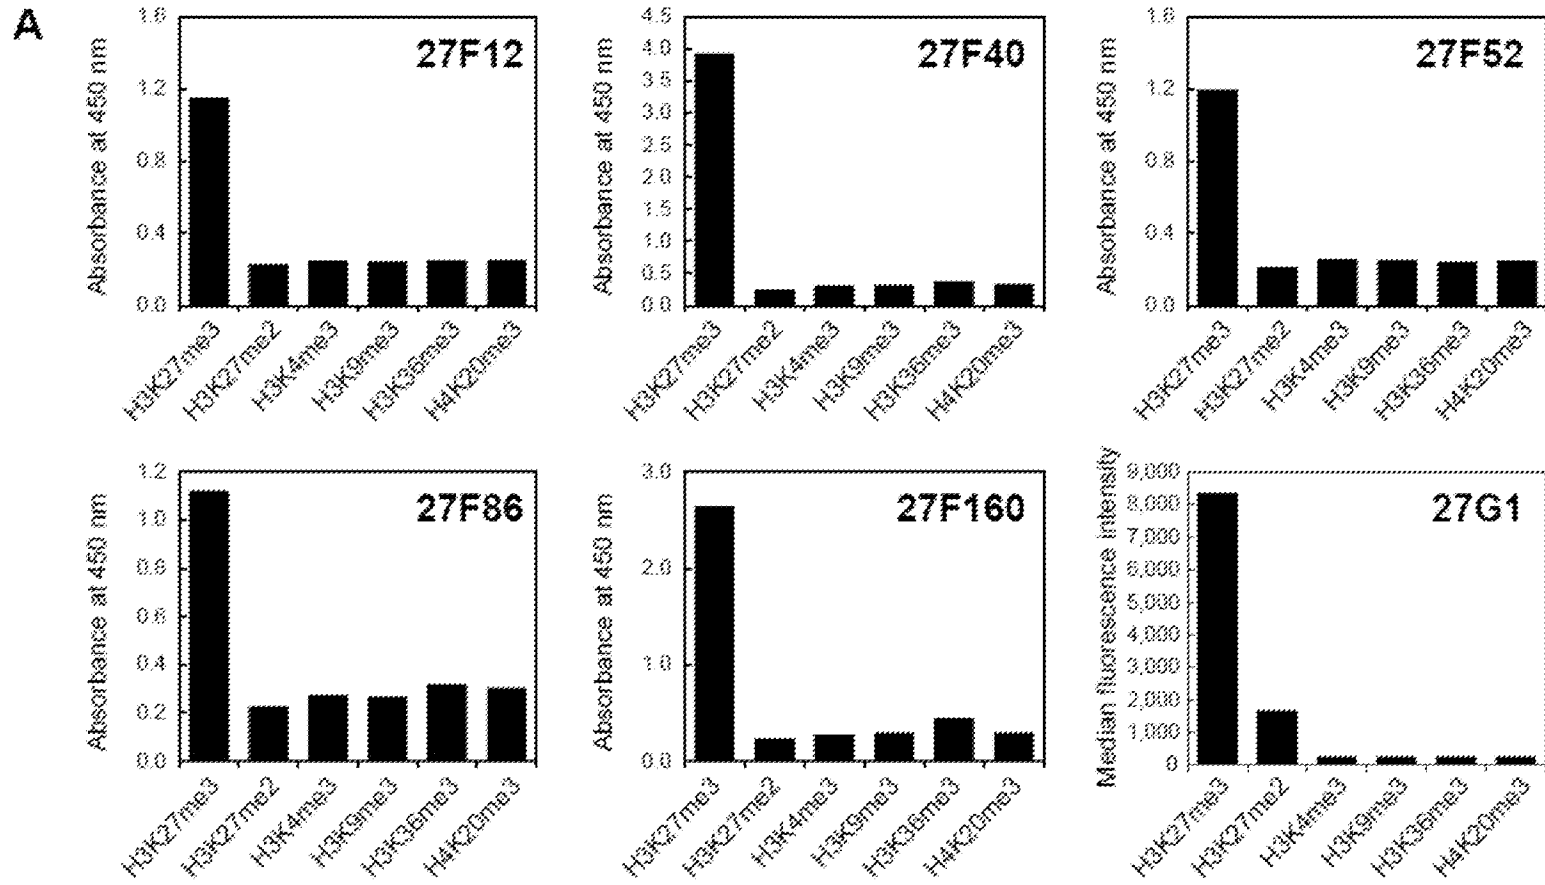 A
27F12
Absorbance at 450 nm
1.6
1.2
0.8
0.4
0.0
H3K27me3
H3K27me2
H3K4me3
H3K9me3
H3K36me3
H4K20me3
27F40
Absorbance at 450 nm
4.5
4.0
3.5
3.0
2.5
2.0
1.5
1.0
0.5
0.0
H3K27me3
H3K27me2
H3K4me3
H3K9me3
H3K36me3
H4K20me3
27F52
Absorbance at 450 nm
1.6
1.2
0.8
0.4
0.0
H3K27me3
H3K27me2
H3K4me3
H3K9me3
H3K36me3
H4K20me3
27F86
Absorbance at 450 nm
1.2
1.0
0.8
0.6
0.4
0.2
0.0
H3K27me3
H3K27me2
H3K4me3
H3K9me3
H3K36me3
H4K20me3
27F160
Absorbance at 450 nm
3.0
2.0
1.0
0.0
H3K27me3
H3K27me2
H3K4me3
H3K9me3
H3K36me3
H4K20me3
27G1
Median fluorescence intensity
9,000
8,000
7,000
6,000
5,000
4,000
3,000
2,000
1,000
0
H3K27me3
H3K27me2
H3K4me3
H3K9me3
H3K36me3
H4K20me3